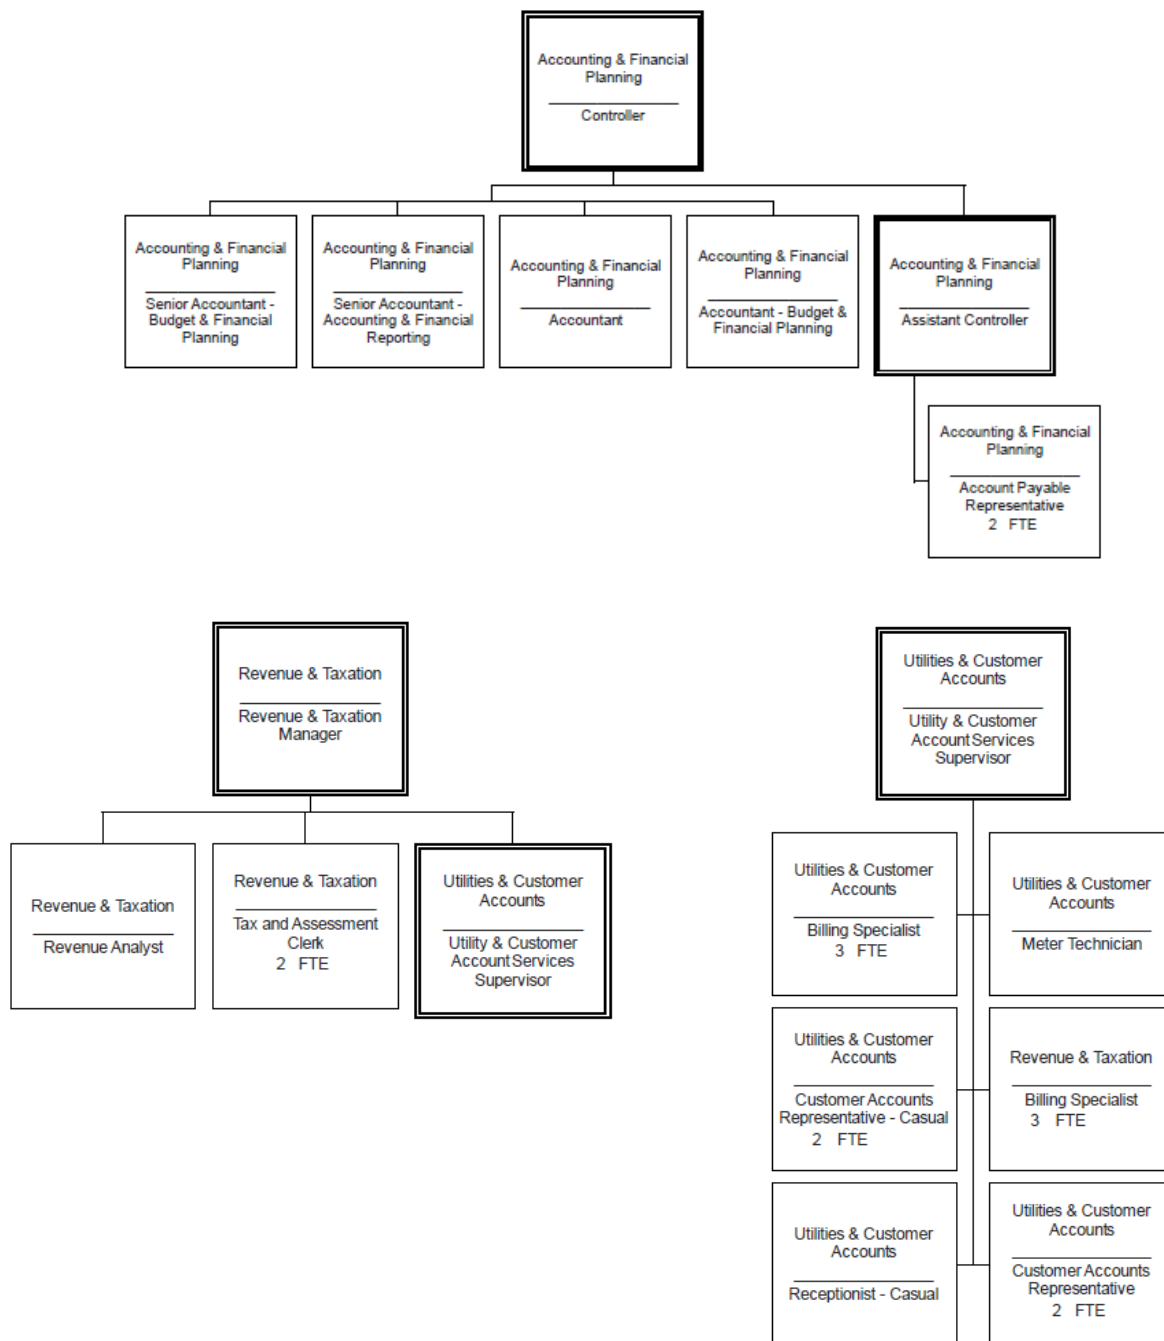 Accounting & Financial
Planning
Controller
Accounting & Financial
Planning
Senior Accountant -
Budget & Financial
Planning
Accounting & Financial
Planning
Senior Accountant -
Accounting & Financial
Reporting
Accounting & Financial
Planning
Accountant
Accounting & Financial
Planning
Accountant - Budget &
Financial Planning
Accounting & Financial
Planning
Assistant Controller
Accounting & Financial
Planning
Account Payable
Representative
2 FTE
Revenue & Taxation
Revenue & Taxation
Manager
Revenue & Taxation
Revenue Analyst
Revenue & Taxation
Tax and Assessment
Clerk
2 FTE
Utilities & Customer
Accounts
Utility & Customer
Account Services
Supervisor
Utilities & Customer
Accounts
Utility & Customer
Account Services
Supervisor
Utilities & Customer
Accounts
Billing Specialist
3 FTE
Utilities & Customer
Accounts
Meter Technician
Utilities & Customer
Accounts
Customer Accounts
Representative - Casual
2 FTE
Revenue & Taxation
Billing Specialist
3 FTE
Utilities & Customer
Accounts
Receptionist - Casual
Utilities & Customer
Accounts
Customer Accounts
Representative
2 FTE